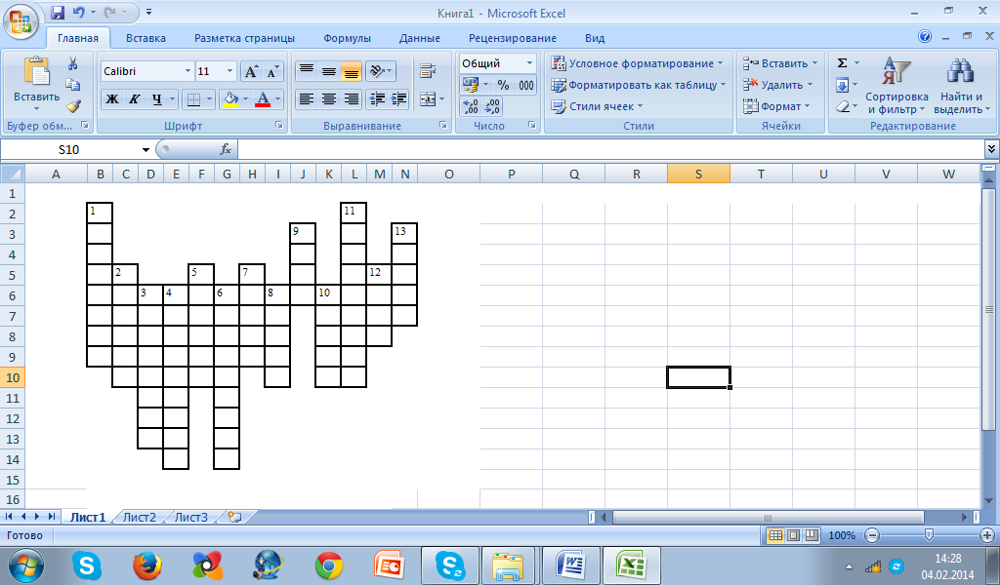 Книга1 - Microsoft Excel
Главная Вставка Разметка страницы Формулы Данные Рецензирование Вид
Вставить
Буфер обм...
Calibri 11
Ж К Ч
Шрифт
Выравнивание
Общий
% 000
Число
Условное форматирование
Форматировать как таблицу
Стили ячеек
Стили
Вставить
Удалить
Формат
Ячейки
Σ
Сортировка и фильтр
Найти и выделить
Редактирование
S10 fx
A B C D E F G H I J K L M N O P Q R S T U V W
1
2 1 11
3 9 13
4
5 2 5 7 12
6 3 4 6 8 10
7
8
9
10
11
12
13
14
15
16
Лист1 Лист2 Лист3
Готово 100%
14:28
04.02.2014